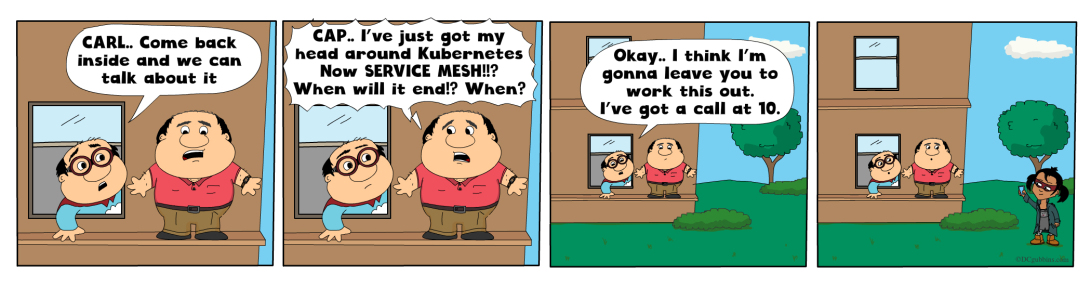 CARL.. Come back
inside and we can
talk about it
CAP.. I've just got my
head around Kubernetes
Now SERVICE MESH!!?
When will it end!? When?
Okay.. I think I'm
gonna leave you to
work this out.
I've got a call at 10.